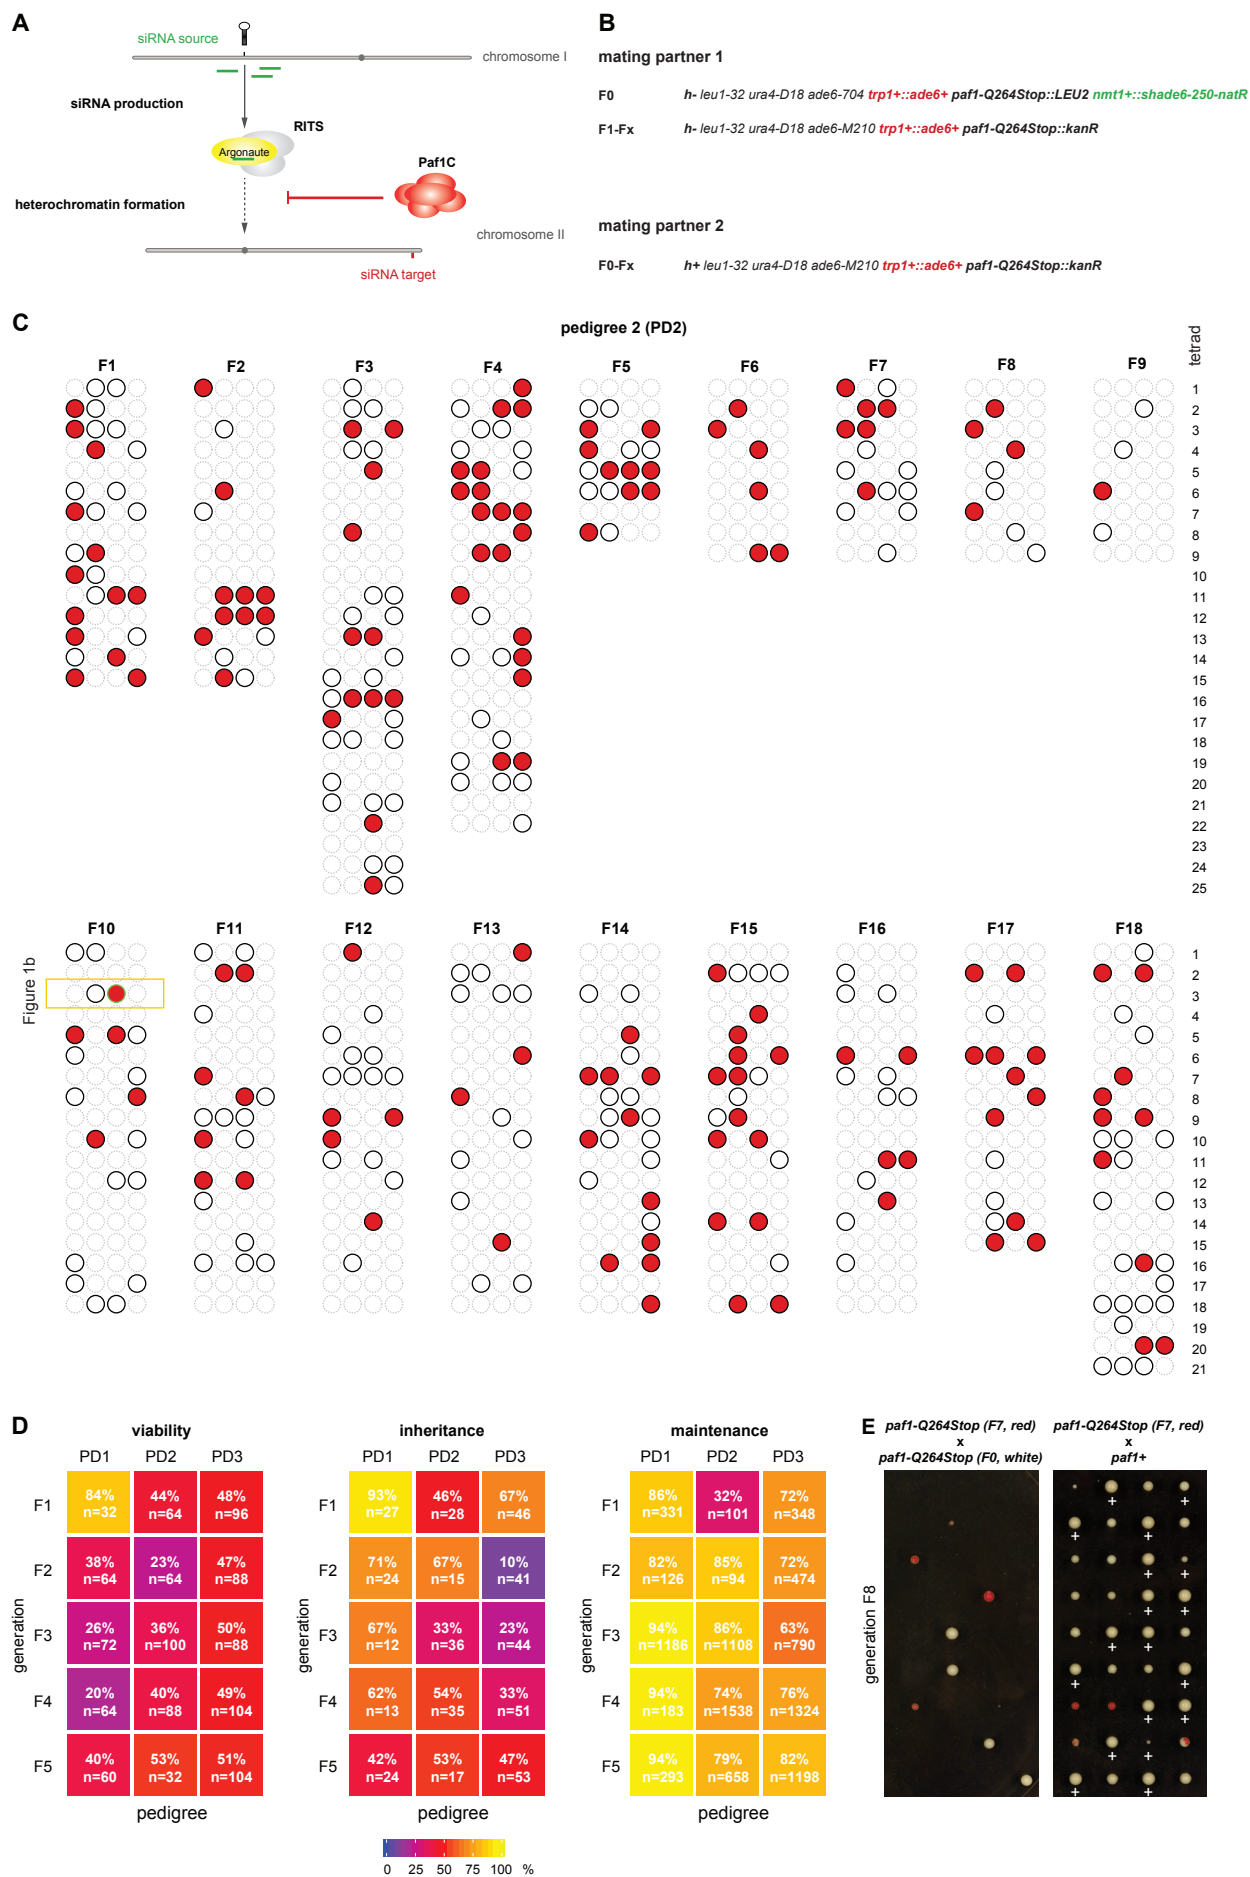 A
siRNA source
chromosome I
siRNA production
RITS
Argonaute
Paf1C
heterochromatin formation
chromosome II
siRNA target
B
mating partner 1
F0 h- leu1-32 ura4-D18 ade6-704 trp1+::ade6+ paf1-Q264Stop::LEU2 nmt1+::shade6-250-natR
F1-Fx h- leu1-32 ura4-D18 ade6-M210 trp1+::ade6+ paf1-Q264Stop::kanR
mating partner 2
F0-Fx h+ leu1-32 ura4-D18 ade6-M210 trp1+::ade6+ paf1-Q264Stop::kanR
C
pedigree 2 (PD2)
tetrad
F1 F2 F3 F4 F5 F6 F7 F8 F9
1
2
3
4
5
6
7
8
9
10
11
12
13
14
15
16
17
18
19
20
21
22
23
24
25
F10 F11 F12 F13 F14 F15 F16 F17 F18
Figure 1b
1
2
3
4
5
6
7
8
9
10
11
12
13
14
15
16
17
18
19
20
21
D
viability
PD1 PD2 PD3
generation
F1 84% 44% 48%
n=32 n=64 n=96
F2 38% 23% 47%
n=64 n=64 n=88
F3 26% 36% 50%
n=72 n=100 n=88
F4 20% 40% 49%
n=64 n=88 n=104
F5 40% 53% 51%
n=60 n=32 n=104
pedigree
inheritance
PD1 PD2 PD3
generation
F1 93% 46% 67%
n=27 n=28 n=46
F2 71% 67% 10%
n=24 n=15 n=41
F3 67% 33% 23%
n=12 n=36 n=44
F4 62% 54% 33%
n=13 n=35 n=51
F5 42% 53% 47%
n=24 n=17 n=53
pedigree
maintenance
PD1 PD2 PD3
generation
F1 86% 32% 72%
n=331 n=101 n=348
F2 82% 85% 72%
n=126 n=94 n=474
F3 94% 86% 63%
n=1186 n=1108 n=790
F4 94% 74% 76%
n=183 n=1538 n=1324
F5 94% 79% 82%
n=293 n=658 n=1198
pedigree
0 25 50 75 100 %
E
paf1-Q264Stop (F7, red)
x
paf1-Q264Stop (F0, white)
paf1-Q264Stop (F7, red)
x
paf1+
generation F8
+ +
+ +
+ +
+ +
+ +
+ +
+ +
+ +
+ +